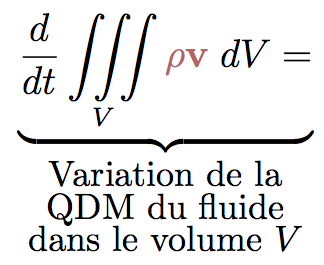 d/dt ∭_V ρv dV =
Variation de la
QDM du fluide
dans le volume V